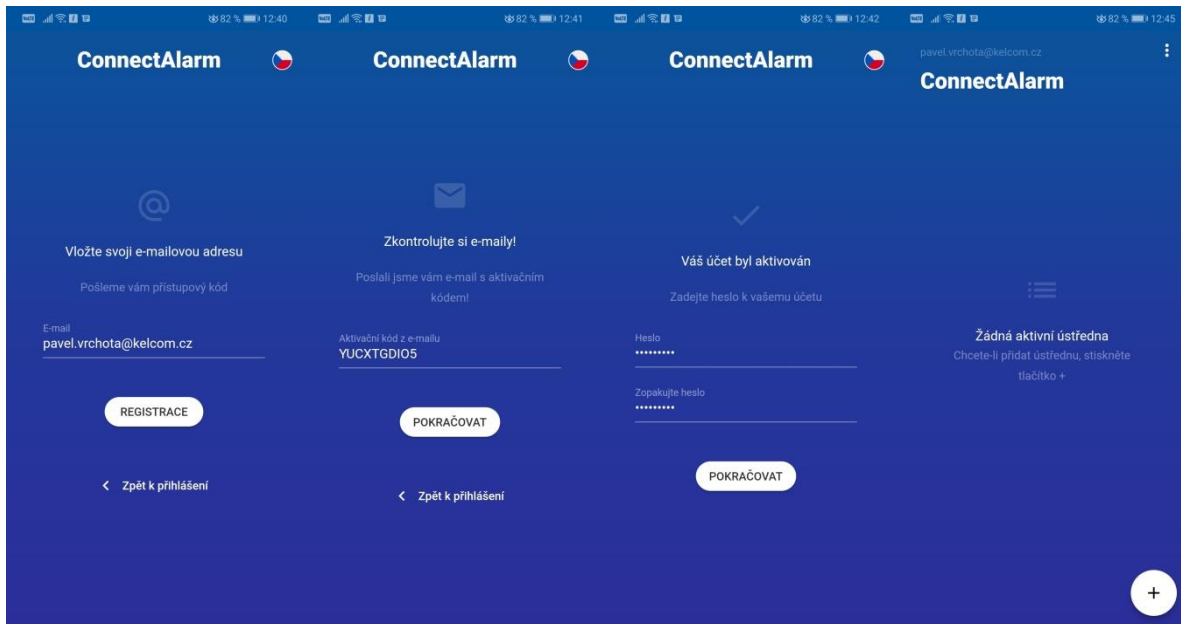 82 % 12:40
ConnectAlarm
@
Vložte svoji e-mailovou adresu
Pošleme vám přístupový kód
E-mail
pavel.vrchota@kelcom.cz
REGISTRACE
Zpět k přihlášení
82 % 12:41
ConnectAlarm
Zkontrolujte si e-maily!
Poslali jsme vám e-mail s aktivačním
kódem!
Aktivační kód z e-mailu
YUCXTGDIO5
POKRAČOVAT
Zpět k přihlášení
82 % 12:42
ConnectAlarm
Váš účet byl aktivován
Zadejte heslo k vašemu účetu
Heslo
•••••••••
Zopakujte heslo
•••••••••
POKRAČOVAT
82 % 12:45
pavel.vrchota@kelcom.cz
ConnectAlarm
Žádná aktivní ústředna
Chcete-li přidat ústřednu, stiskněte
tlačítko +
+